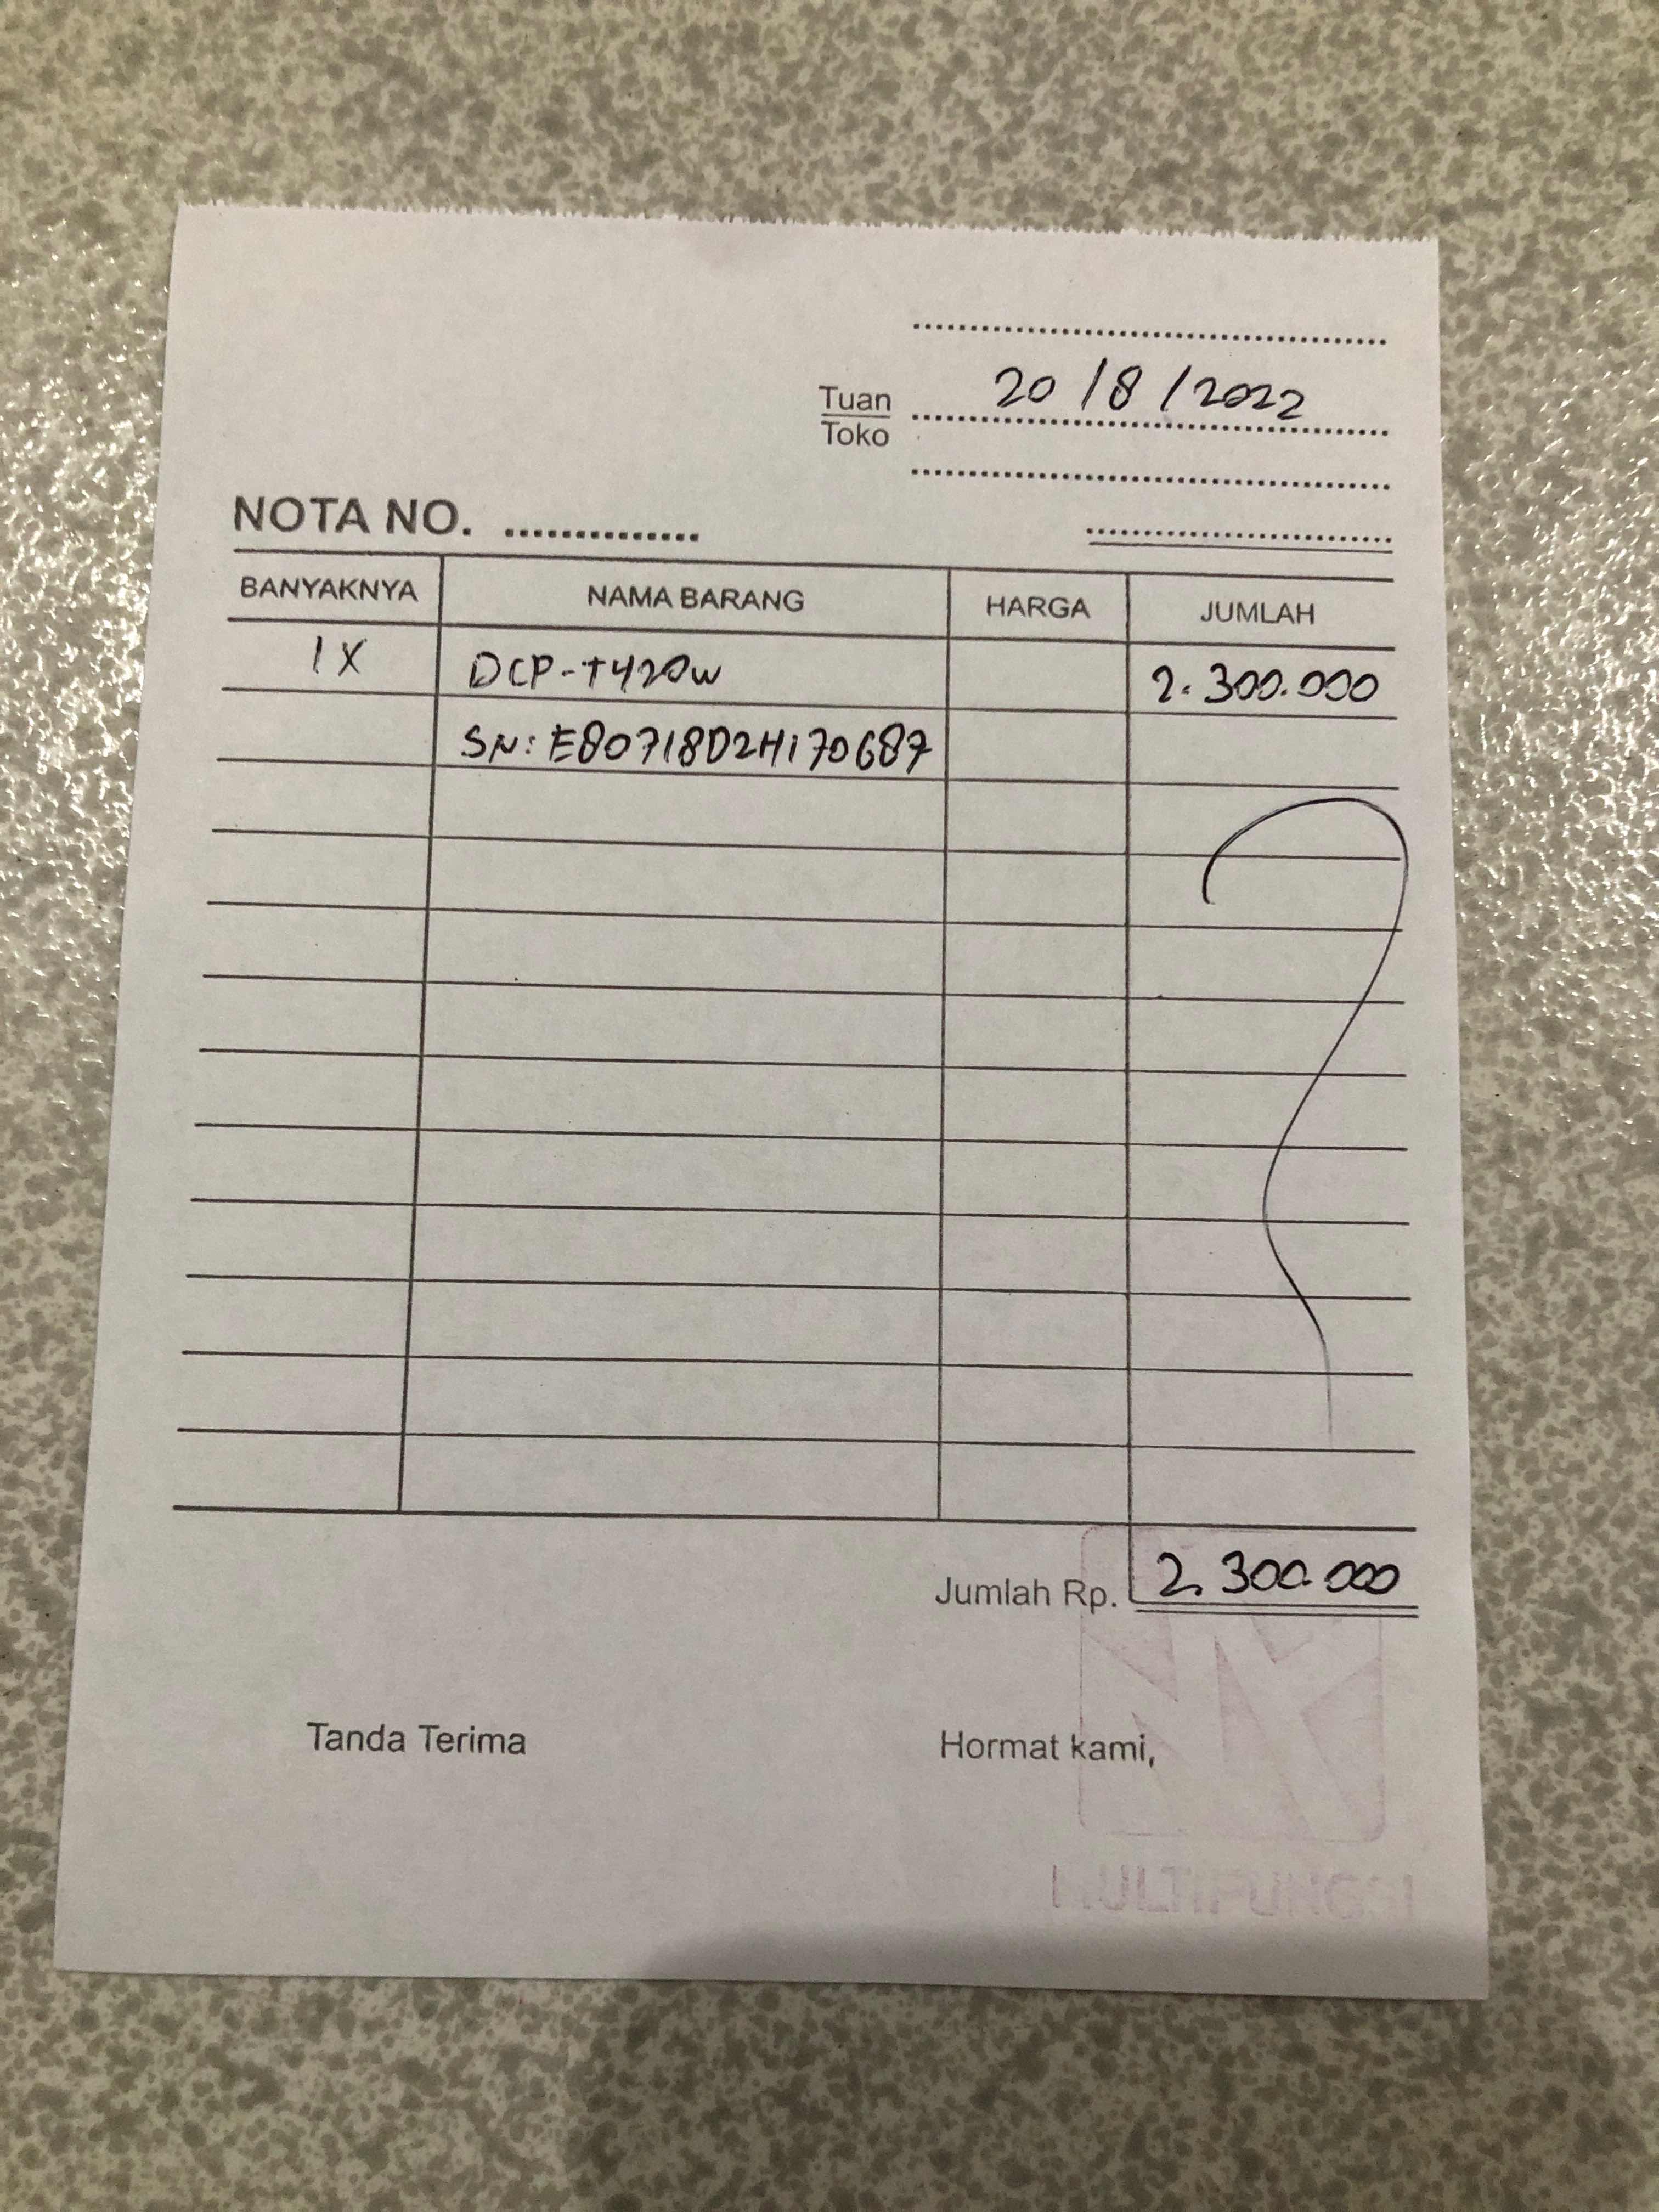 20/8/2022
Tuan
Toko
NOTA NO. ..............
BANYAKNYA NAMA BARANG HARGA JUMLAH
1 X DCP-T420W 2.300.000
SN: E80718D2H170687
Jumlah Rp. 2.300.000
Tanda Terima Hormat kami,